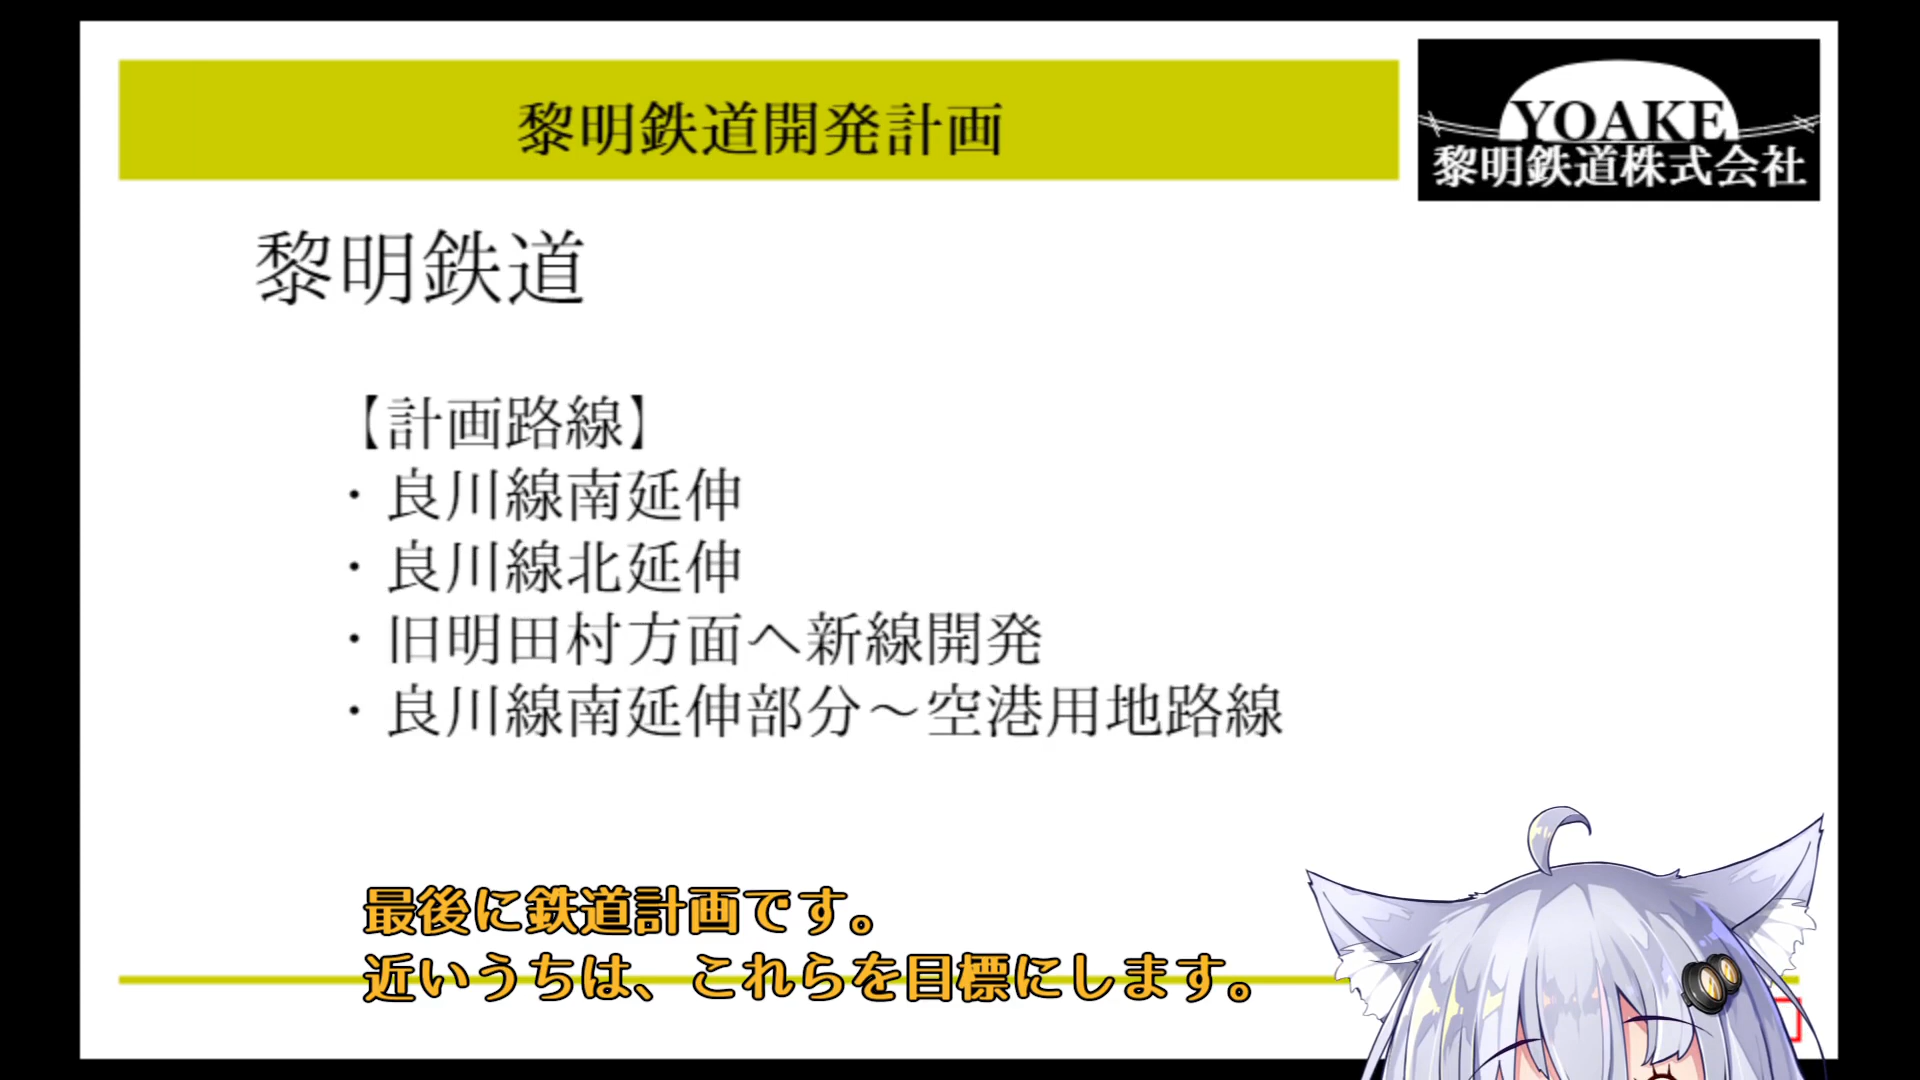 黎明鉄道開発計画
YOAKE
黎明鉄道株式会社
黎明鉄道
【計画路線】
・良川線南延伸
・良川線北延伸
・旧明田村方面へ新線開発
・良川線南延伸部分～空港用地路線
最後に鉄道計画です。
近いうちは、これらを目標にします。